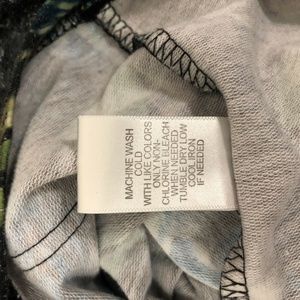 MACHINE WASH
COLD
WITH LIKE COLORS
ONLY NON-
CHLORINE BLEACH
WHEN NEEDED
TUMBLE DRY LOW
COOL IRON
IF NEEDED